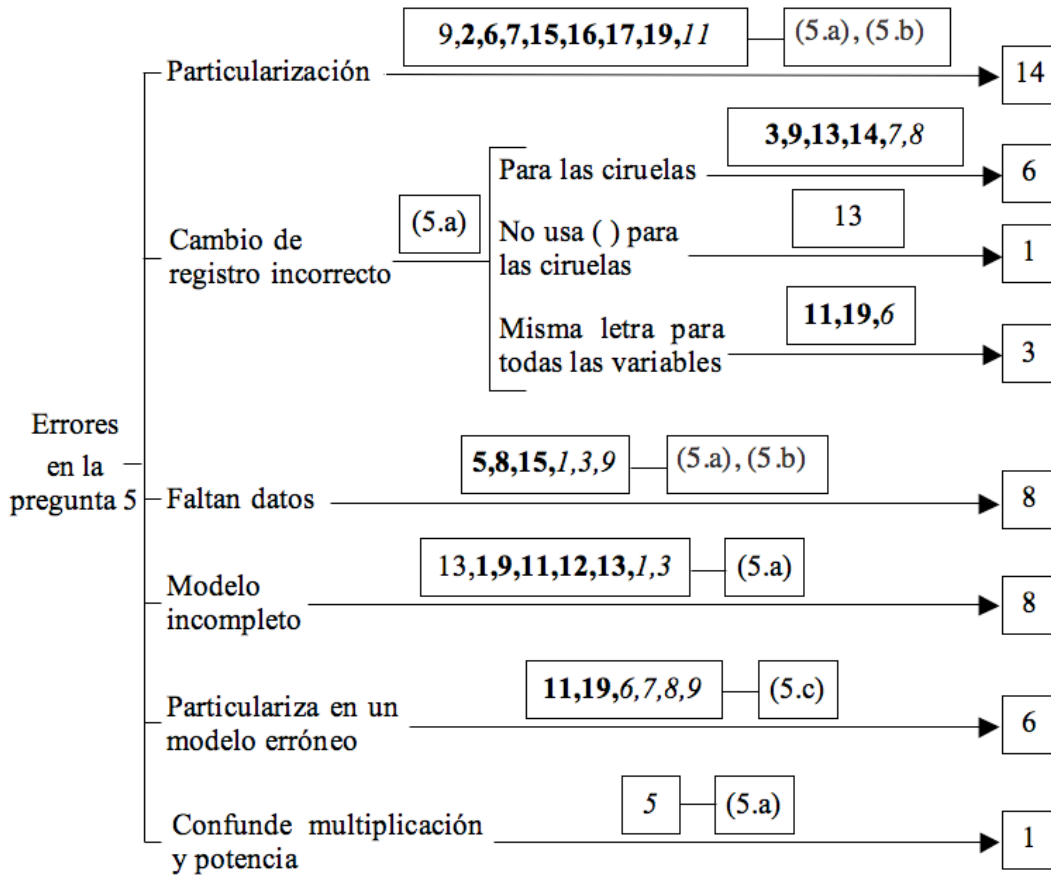 9,2,6,7,15,16,17,19,11
(5.a), (5.b)
Particularización
14
3,9,13,14,7,8
Para las ciruelas
6
(5.a)
13
Cambio de
registro incorrecto
No usa ( ) para
las ciruelas
1
11,19,6
Misma letra para
todas las variables
3
Errores
en la
pregunta 5
5,8,15,1,3,9
(5.a), (5.b)
Faltan datos
8
13,1,9,11,12,13,1,3
(5.a)
Modelo
incompleto
8
11,19,6,7,8,9
(5.c)
Particulariza en un
modelo erróneo
6
5
(5.a)
Confunde multiplicación
y potencia
1